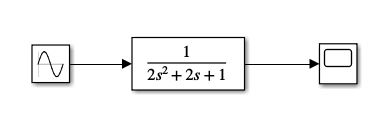 1
2s² + 2s + 1